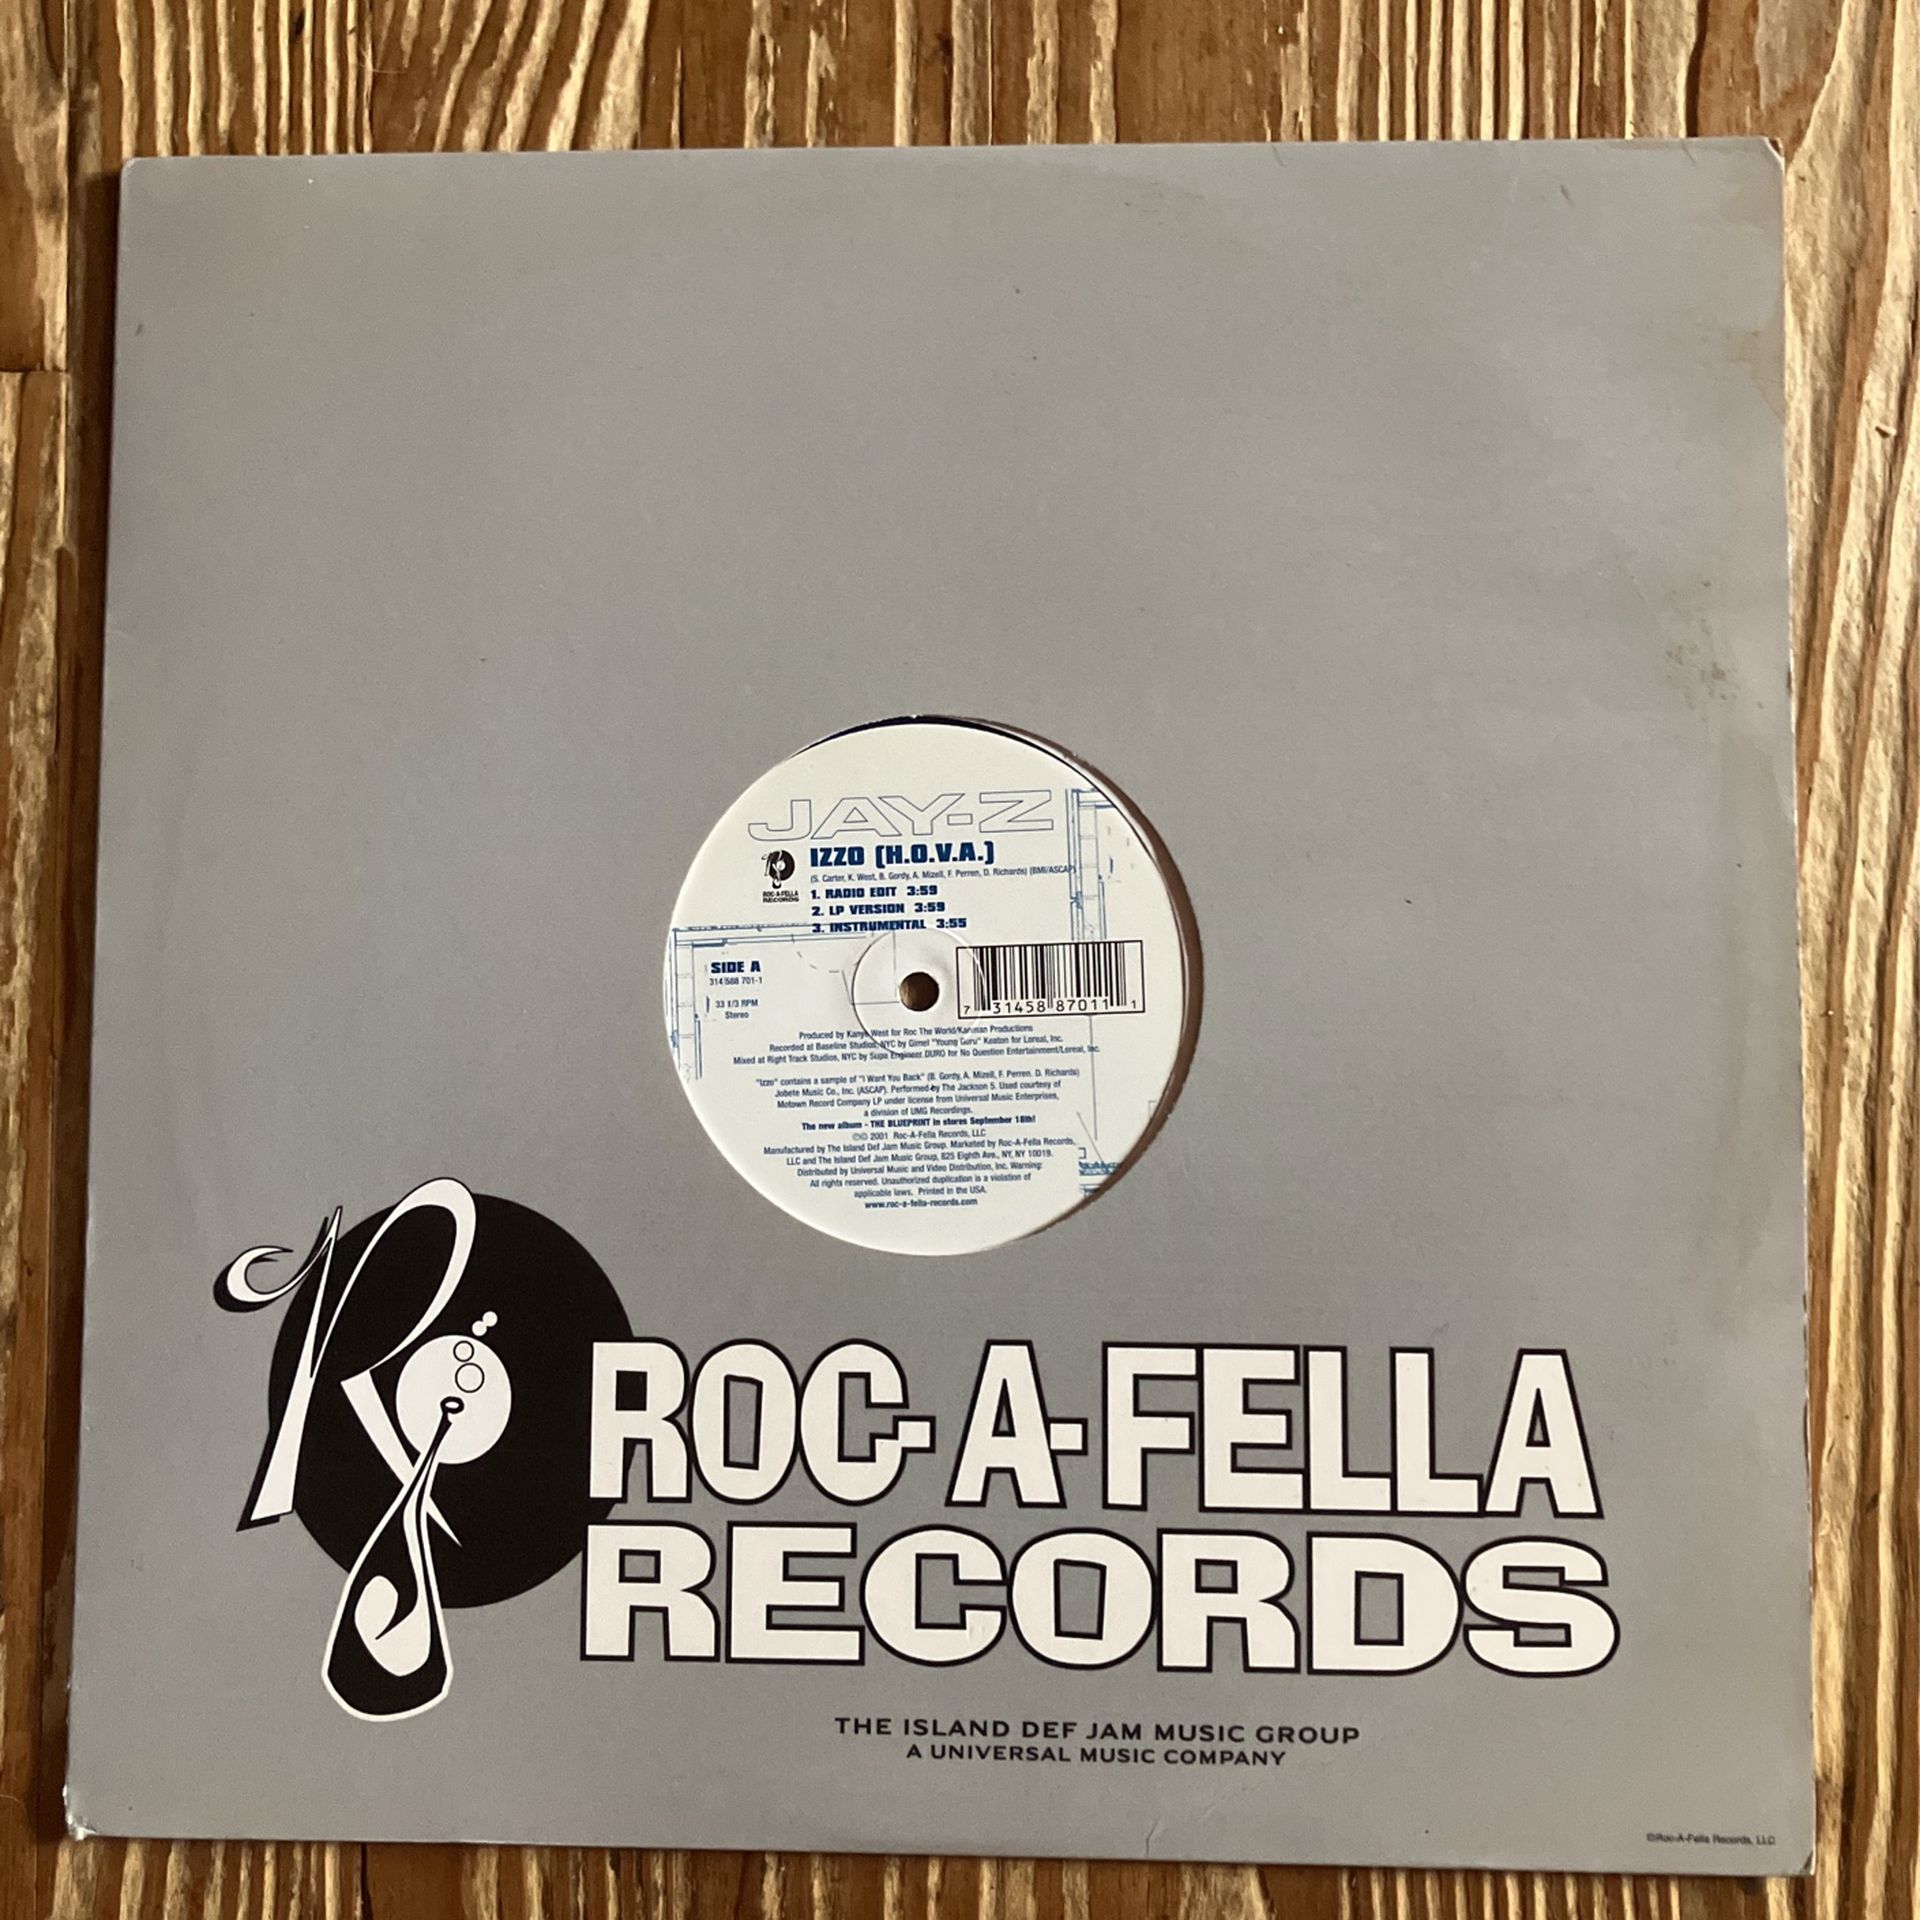 JAY-Z
IZZO (H.O.V.A.)
(S. Carter, K. West, B. Gordy, A. Mizell, F. Perren, D. Richards) (BMI/ASCAP)
ROC-A-FELLA
RECORDS
1. RADIO EDIT 3:59
2. LP VERSION 3:59
3. INSTRUMENTAL 3:55
SIDE A
314 588 701-1
33 1/3 RPM
Stereo
7 31458 87011 1
Produced by Kanye West for Roc The World/Kanman Productions
Recorded at Baseline Studios, NYC by Gimel "Young Guru" Keaton for Loreal, Inc.
Mixed at Right Track Studios, NYC by Supa Engineer DURO for No Question Entertainment/Loreal, Inc.
"Izzo" contains a sample of "I Want You Back" (B. Gordy, A. Mizell, F. Perren. D. Richards)
Jobete Music Co., Inc. (ASCAP). Performed by The Jackson 5. Used courtesy of
Motown Record Company LP under license from Universal Music Enterprises,
a division of UMG Recordings.
The new album - THE BLUEPRINT in stores September 18th!
℗© 2001 Roc-A-Fella Records, LLC
Manufactured by The Island Def Jam Music Group. Marketed by Roc-A-Fella Records,
LLC and The Island Def Jam Music Group, 825 Eighth Ave., NY, NY 10019.
Distributed by Universal Music and Video Distribution, Inc. Warning:
All rights reserved. Unauthorized duplication is a violation of
applicable laws. Printed in the USA.
www.roc-a-fella-records.com
ROC-A-FELLA
RECORDS
THE ISLAND DEF JAM MUSIC GROUP
A UNIVERSAL MUSIC COMPANY
©Roc-A-Fella Records, LLC